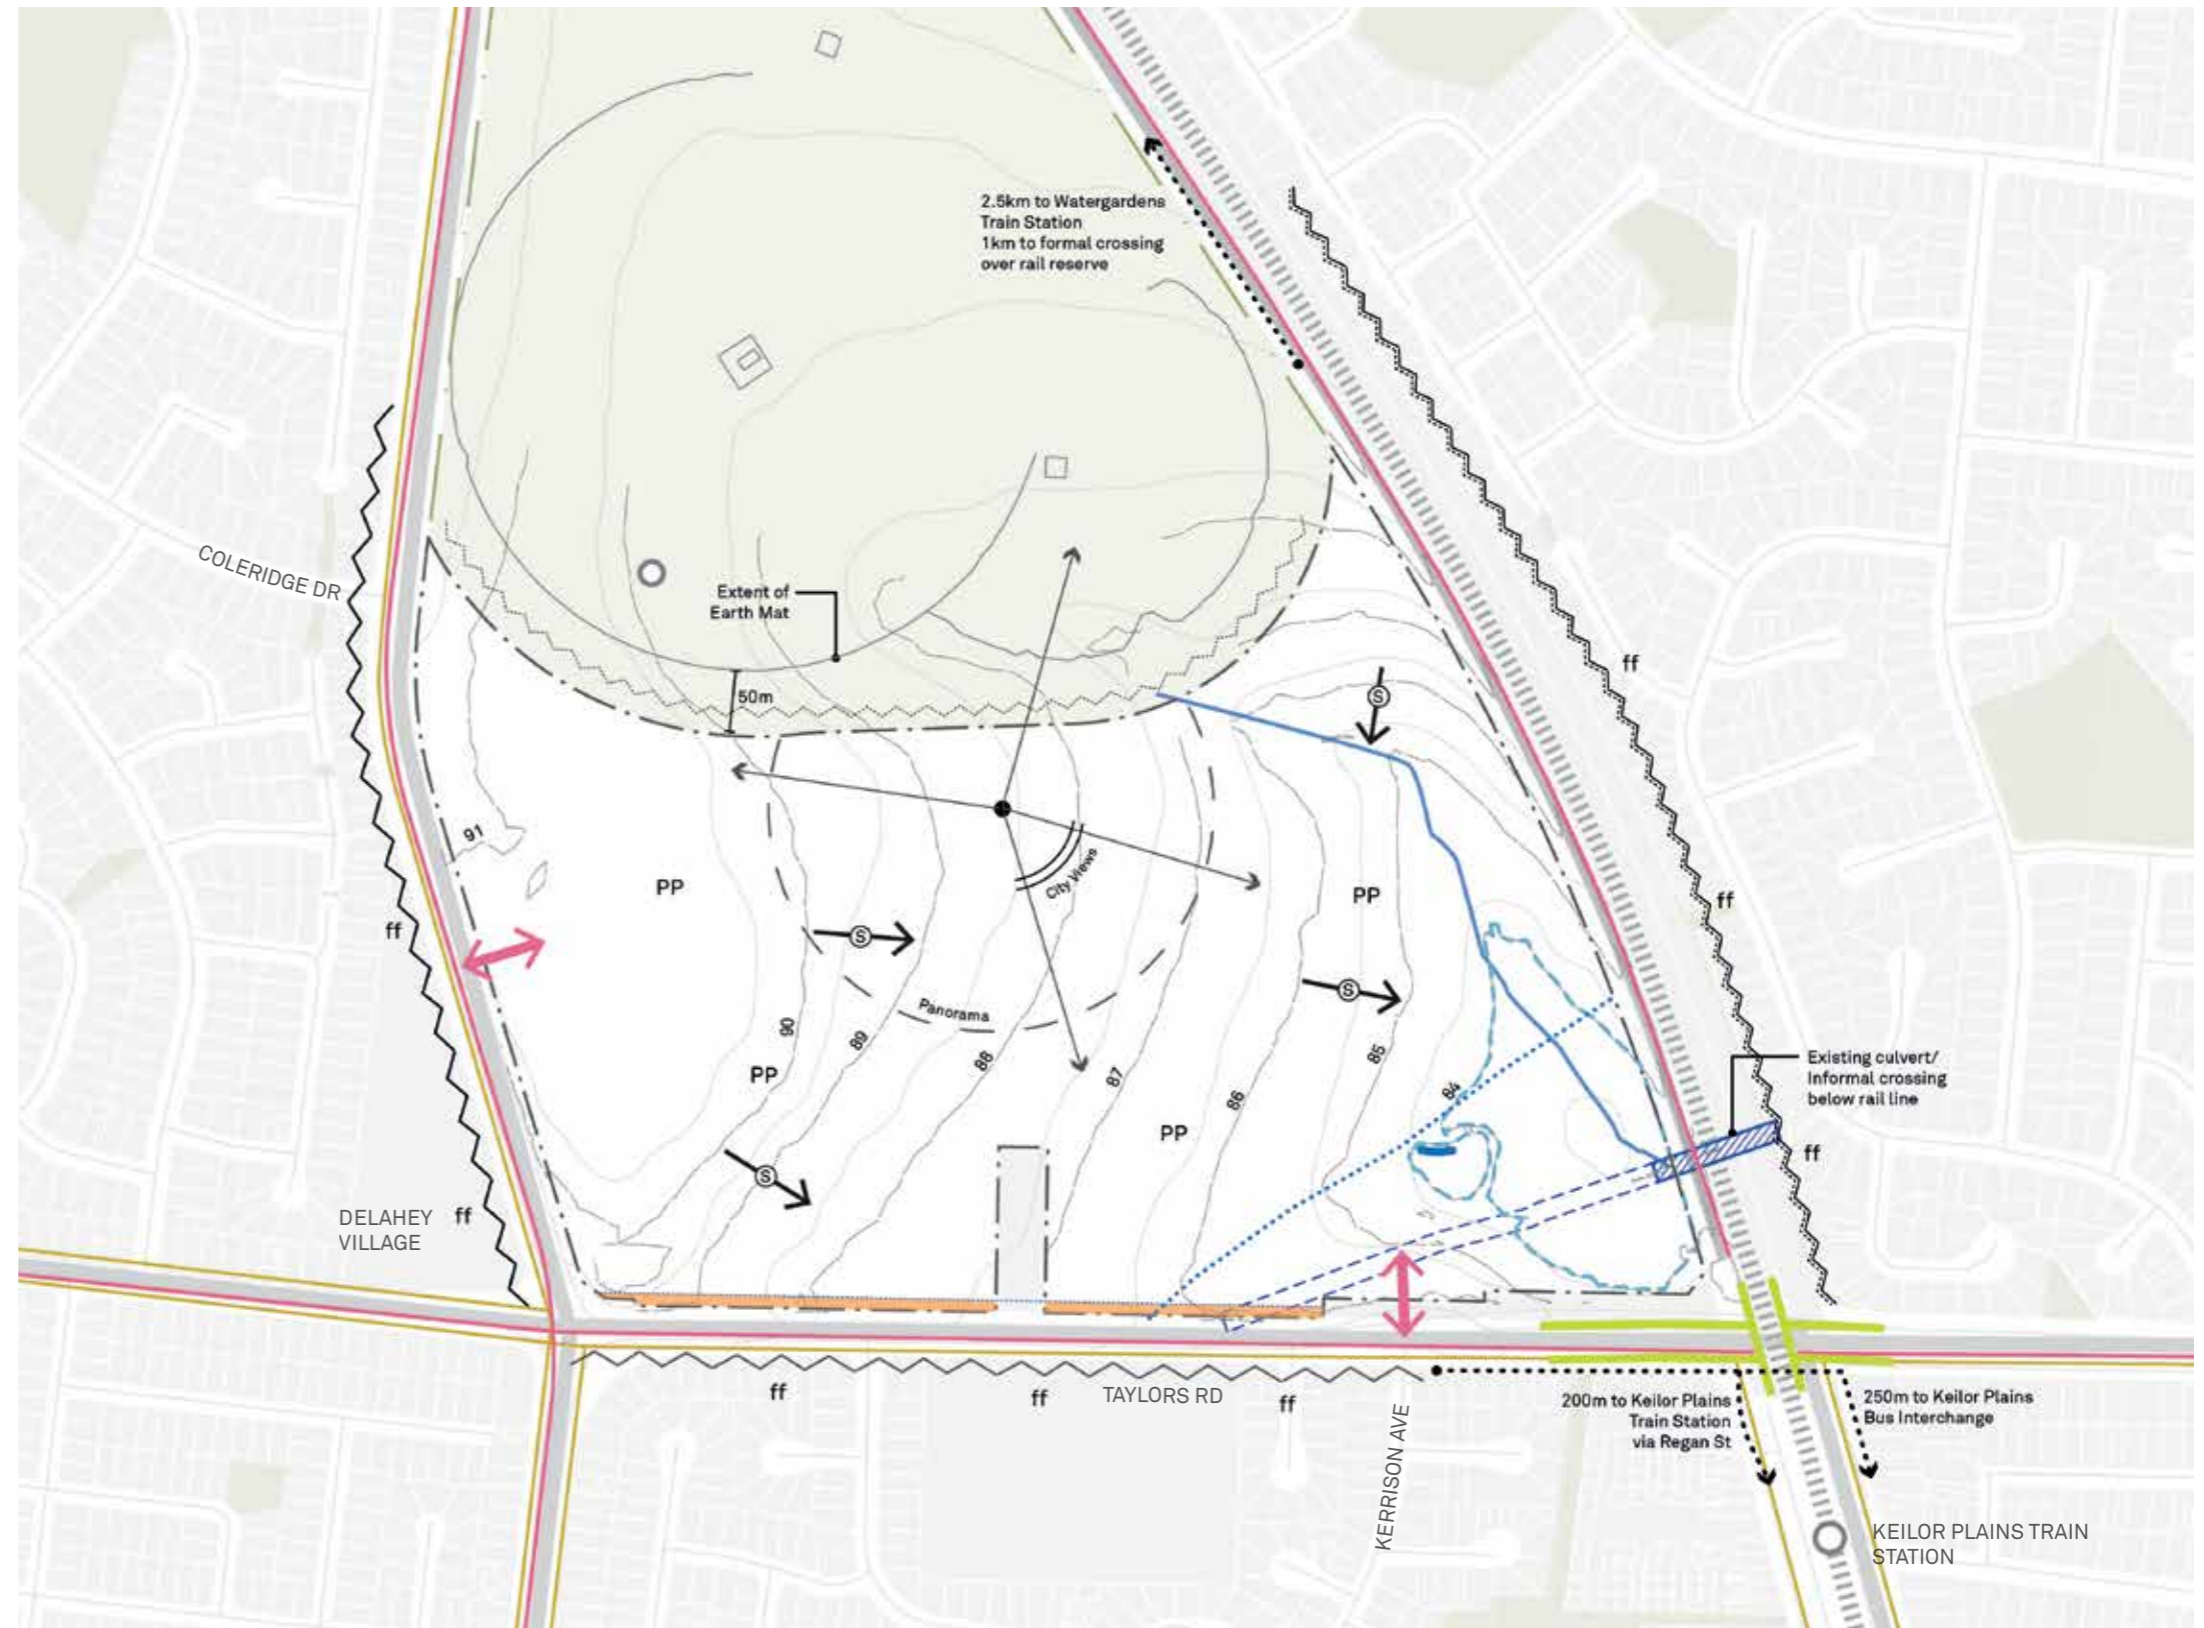 2.5km to Watergardens
Train Station
1km to formal crossing
over rail reserve
COLERIDGE DR
Extent of
Earth Mat
50m
ff
S
91
City Views
PP
PP
ff
ff
S
S
Panorama
90
89
88
87
86
85
84
PP
PP
Existing culvert/
Informal crossing
below rail line
ff
S
DELAHEY
VILLAGE
ff
ff
ff
ff
TAYLORS RD
KERRISON AVE
200m to Keilor Plains
Train Station
via Regan St
250m to Keilor Plains
Bus Interchange
KEILOR PLAINS TRAIN
STATION